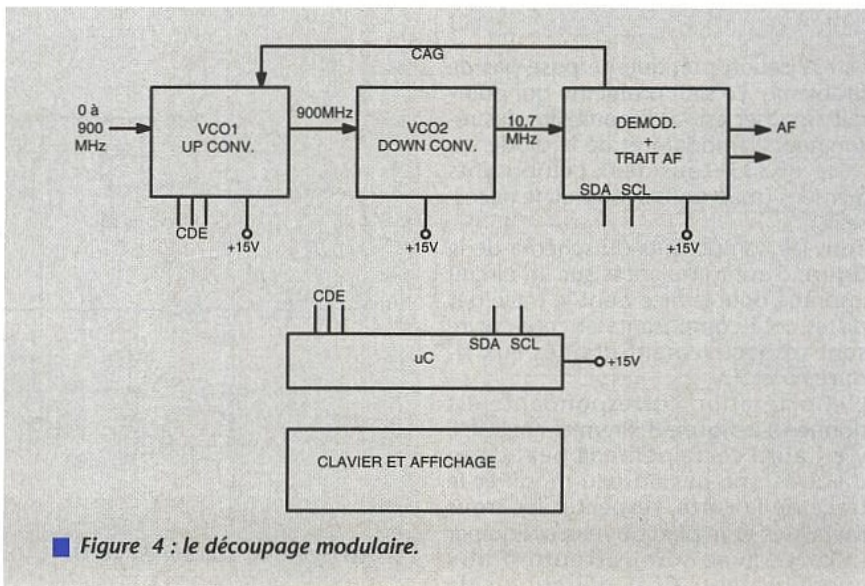 CAG
0 à
900
MHz
VCO1
UP CONV.
900MHz
VCO2
DOWN CONV.
10,7
MHz
DEMOD.
+
TRAIT AF
AF
SDA SCL
CDE
+15V
+15V
+15V
CDE
SDA SCL
uC
+15V
CLAVIER ET AFFICHAGE
Figure 4 : le découpage modulaire.